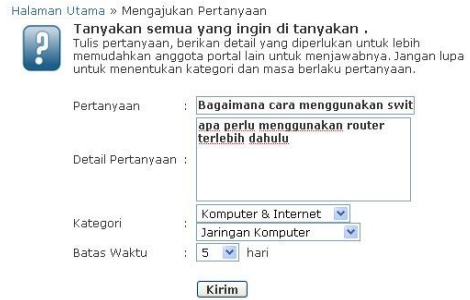 Halaman Utama » Mengajukan Pertanyaan
Tanyakan semua yang ingin di tanyakan .
Tulis pertanyaan, berikan detail yang diperlukan untuk lebih
memudahkan anggota portal lain untuk menjawabnya. Jangan lupa
untuk menentukan kategori dan masa berlaku pertanyaan.
Pertanyaan : Bagaimana cara menggunakan swit
Detail Pertanyaan : apa perlu menggunakan router
terlebih dahulu
Kategori : Komputer & Internet
Jaringan Komputer
Batas Waktu : 5 hari
Kirim